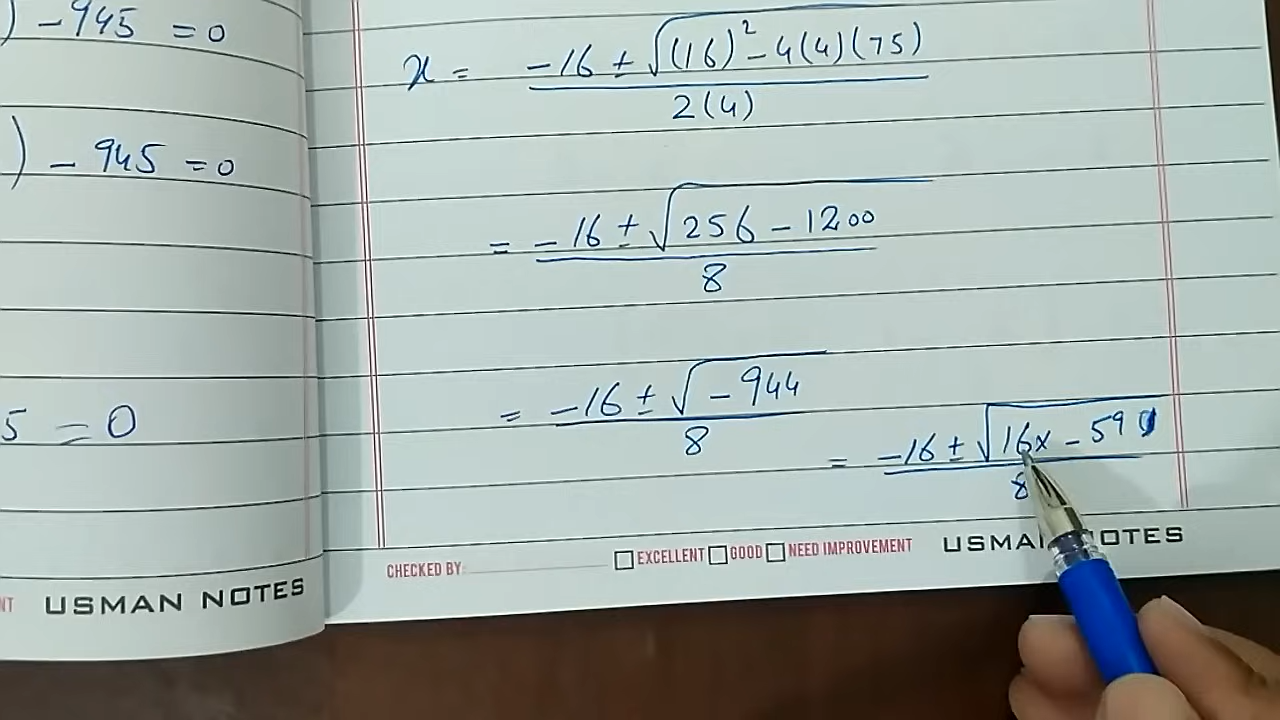 ) - 945 = 0
) - 945 = 0
5 = 0
USMAN NOTES
x = -16 ± √(16)² - 4(4)(75)
2(4)
= -16 ± √256 - 1200
8
= -16 ± √-944
8
= -16 ± √16 x - 59
8
CHECKED BY:
EXCELLENT GOOD NEED IMPROVEMENT
USMAN NOTES